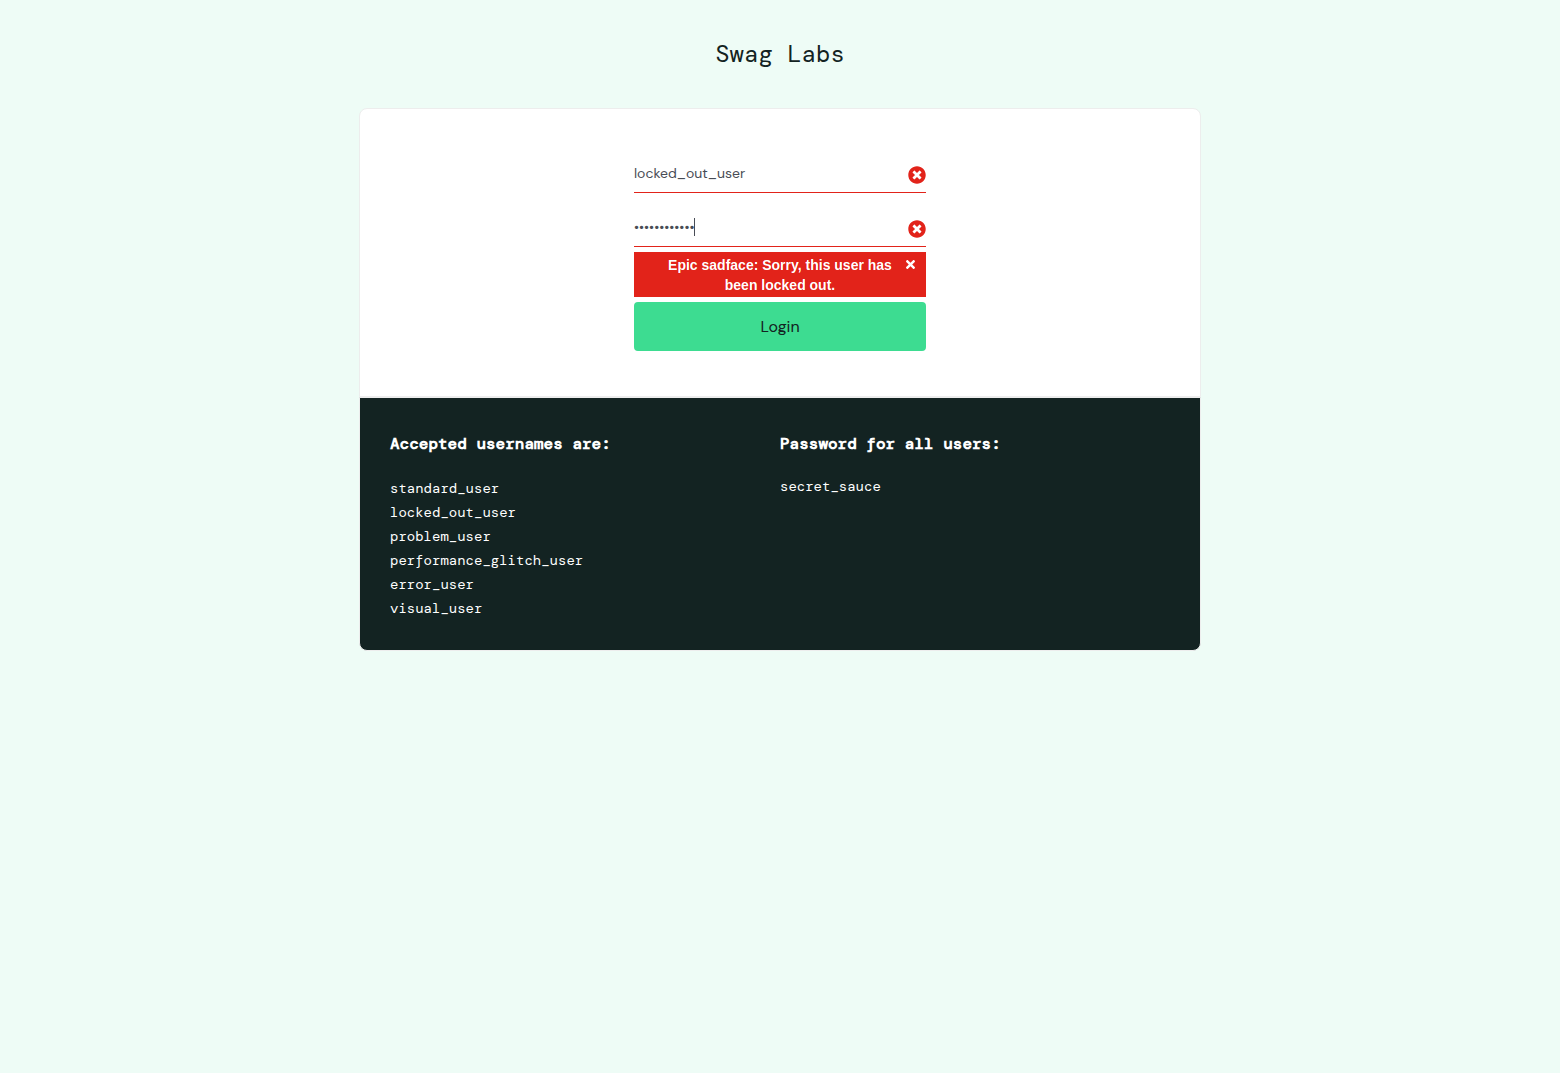 Swag Labs
locked_out_user
••••••••••••
Epic sadface: Sorry, this user has
been locked out.
Login
Accepted usernames are:
standard_user
locked_out_user
problem_user
performance_glitch_user
error_user
visual_user
Password for all users:
secret_sauce